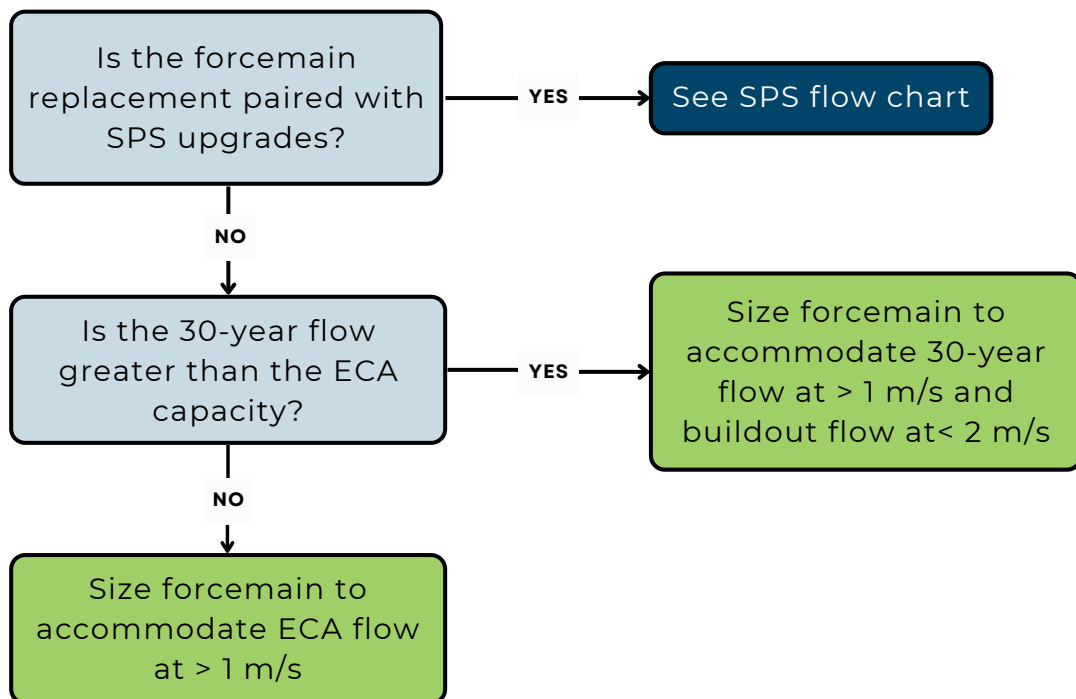 Is the forcemain
replacement paired with
SPS upgrades?
YES
See SPS flow chart
NO
Is the 30-year flow
greater than the ECA
capacity?
YES
Size forcemain to
accommodate 30-year
flow at > 1 m/s and
buildout flow at< 2 m/s
NO
Size forcemain to
accommodate ECA flow
at > 1 m/s